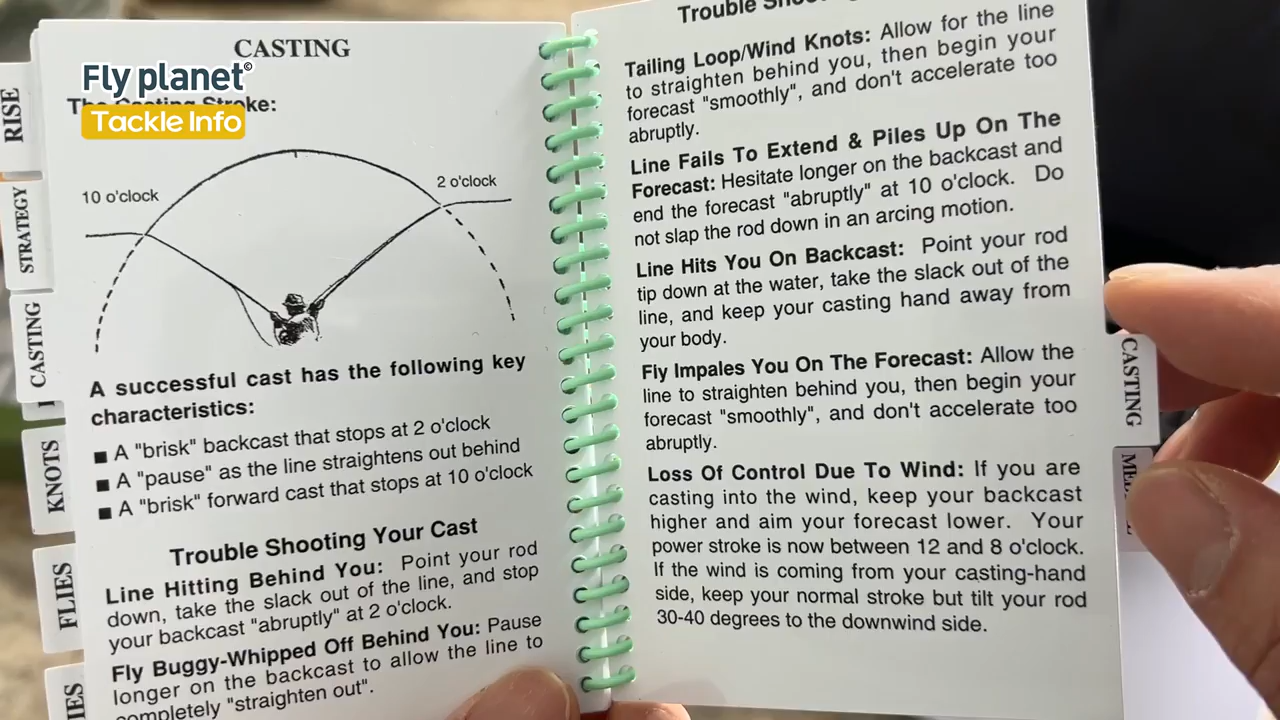 CASTING
Fly planet©
Tackle Info
The Casting Stroke:
10 o'clock
2 o'clock
A successful cast has the following key
characteristics:
■ A "brisk" backcast that stops at 2 o'clock
■ A "pause" as the line straightens out behind
■ A "brisk" forward cast that stops at 10 o'clock
Trouble Shooting Your Cast
Line Hitting Behind You: Point your rod
down, take the slack out of the line, and stop
your backcast "abruptly" at 2 o'clock.
Fly Buggy-Whipped Off Behind You: Pause
longer on the backcast to allow the line to
completely "straighten out".
RISE
STRATEGY
CASTING
KNOTS
FLIES
Trouble
Tailing Loop/Wind Knots: Allow for the line
to straighten behind you, then begin your
forecast "smoothly", and don't accelerate too
abruptly.
Line Fails To Extend & Piles Up On The
Forecast: Hesitate longer on the backcast and
end the forecast "abruptly" at 10 o'clock. Do
not slap the rod down in an arcing motion.
Line Hits You On Backcast: Point your rod
tip down at the water, take the slack out of the
line, and keep your casting hand away from
your body.
Fly Impales You On The Forecast: Allow the
line to straighten behind you, then begin your
forecast "smoothly", and don't accelerate too
abruptly.
Loss Of Control Due To Wind: If you are
casting into the wind, keep your backcast
higher and aim your forecast lower. Your
power stroke is now between 12 and 8 o'clock.
If the wind is coming from your casting-hand
side, keep your normal stroke but tilt your rod
30-40 degrees to the downwind side.
CASTING